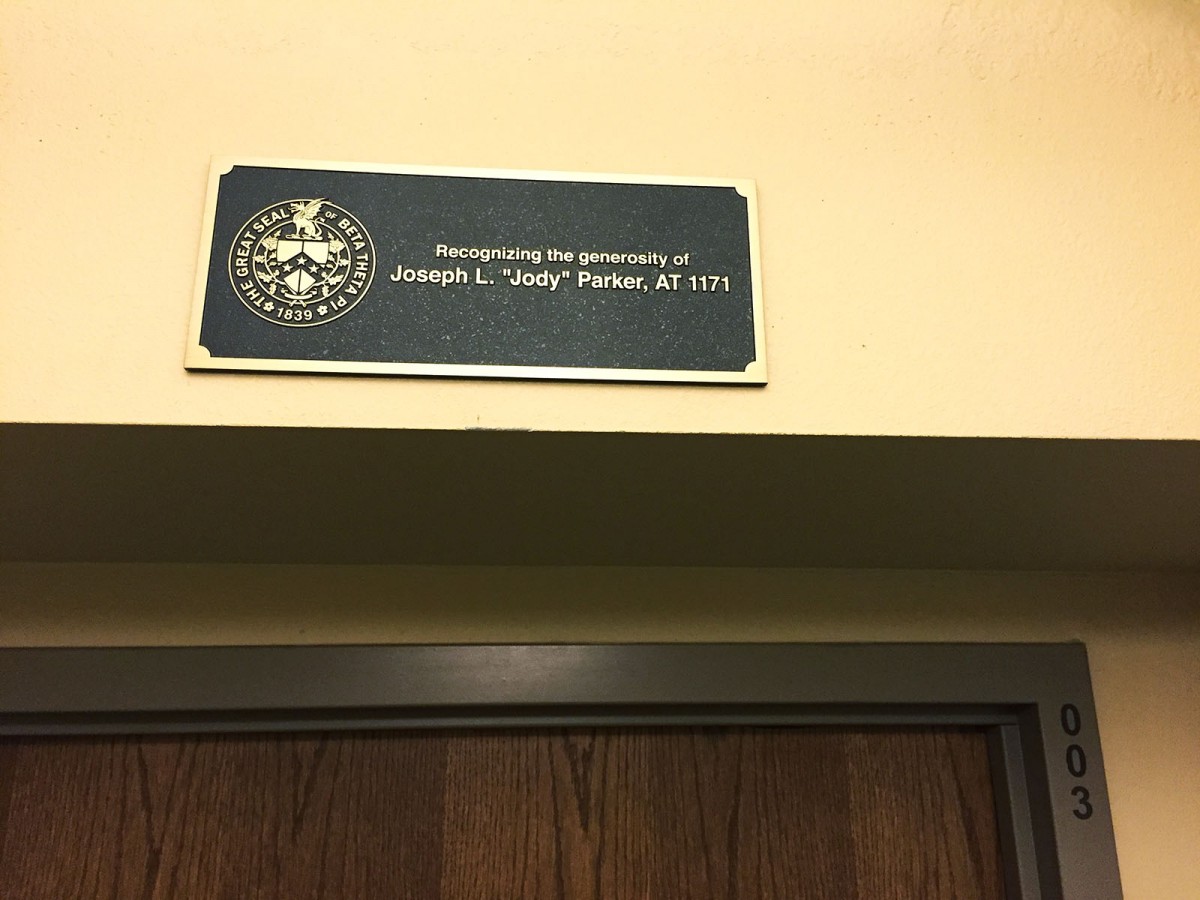 THE GREAT SEAL OF BETA THETA PI
1839
Recognizing the generosity of
Joseph L. "Jody" Parker, AT 1171
003